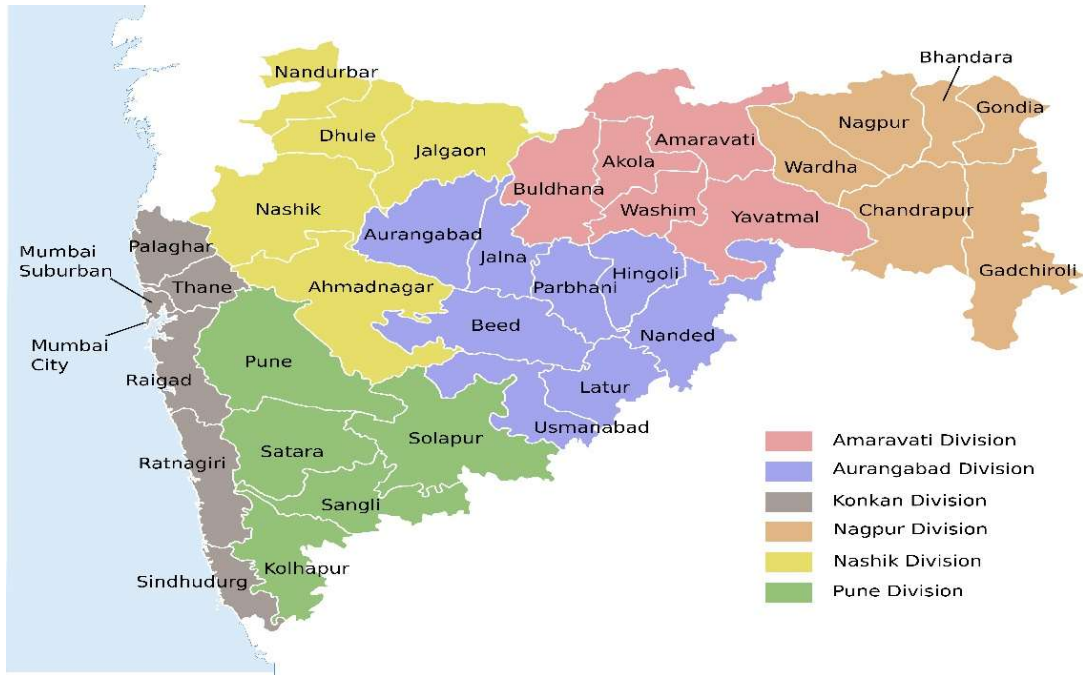 Nandurbar
Bhandara
Gondia
Dhule
Nagpur
Jalgaon
Amaravati
Akola
Wardha
Buldhana
Nashik
Washim
Yavatmal
Chandrapur
Aurangabad
Palaghar
Mumbai
Suburban
Jalna
Hingoli
Gadchiroli
Thane
Ahmadnagar
Parbhani
Beed
Nanded
Mumbai
City
Pune
Raigad
Latur
Usmanabad
Solapur
Satara
Ratnagiri
Sangli
Kolhapur
Sindhudurg
Amaravati Division
Aurangabad Division
Konkan Division
Nagpur Division
Nashik Division
Pune Division